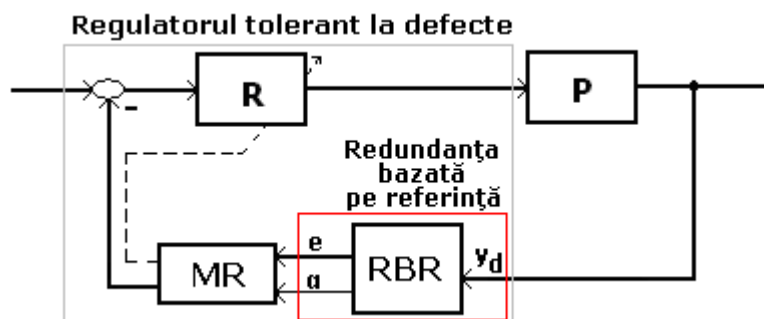 Regulatorul tolerant la defecte
R
P
-
Redundanţa
bazată
pe referinţă
e
MR
RBR
yd
a